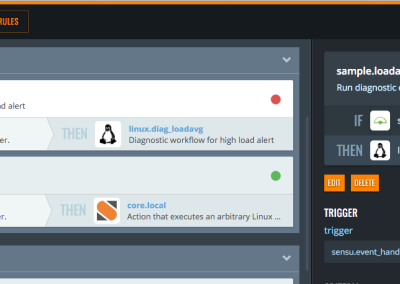 RULES
d alert
er.
THEN
linux.diag_loadavg
Diagnostic workflow for high load alert
er.
THEN
core.local
Action that executes an arbitrary Linux ...
sample.loada
Run diagnostic
IF
s
THEN
l
EDIT
DELETE
TRIGGER
trigger
sensu.event_hand